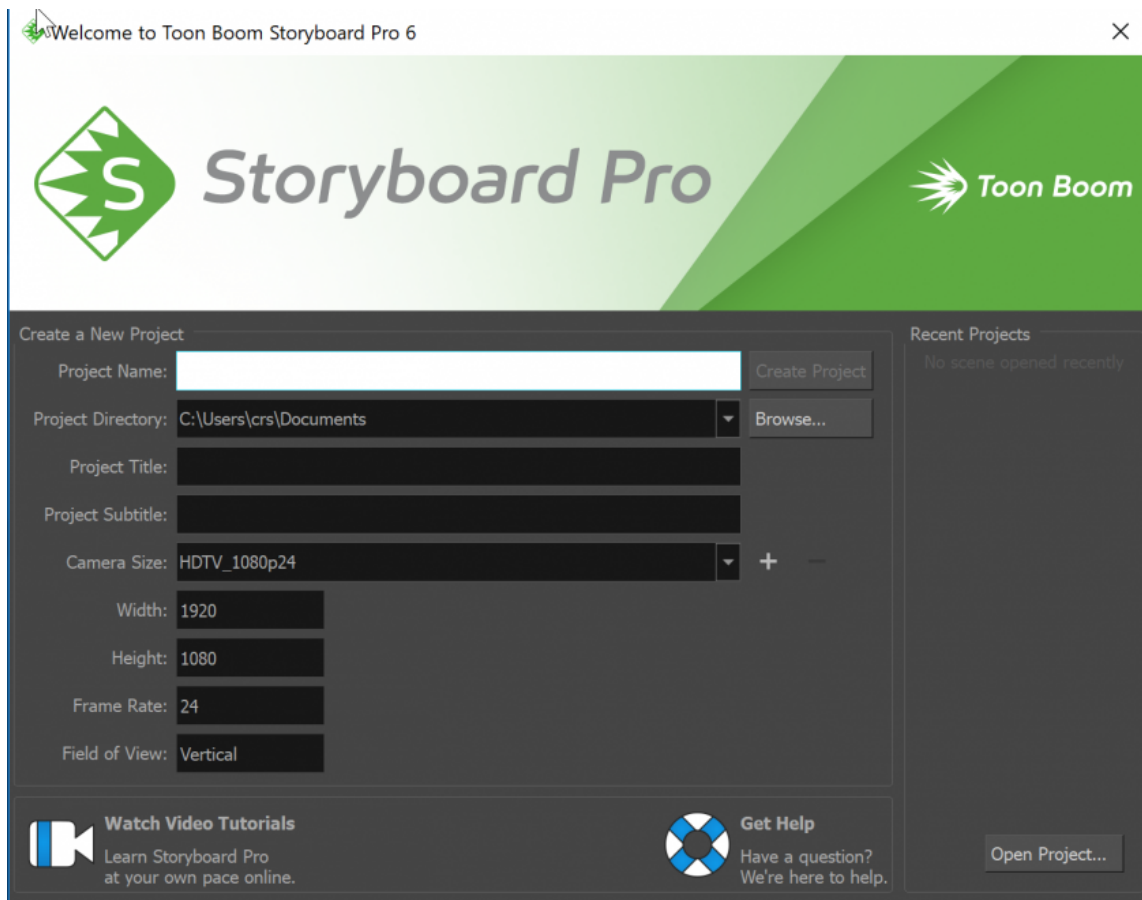 Welcome to Toon Boom Storyboard Pro 6
S Storyboard Pro
Toon Boom
Create a New Project
Project Name:
Create Project
Project Directory: C:\Users\crs\Documents
Browse...
Project Title:
Project Subtitle:
Camera Size: HDTV_1080p24
Width: 1920
Height: 1080
Frame Rate: 24
Field of View: Vertical
Watch Video Tutorials
Learn Storyboard Pro
at your own pace online.
Get Help
Have a question?
We're here to help.
Recent Projects
No scene opened recently
Open Project...